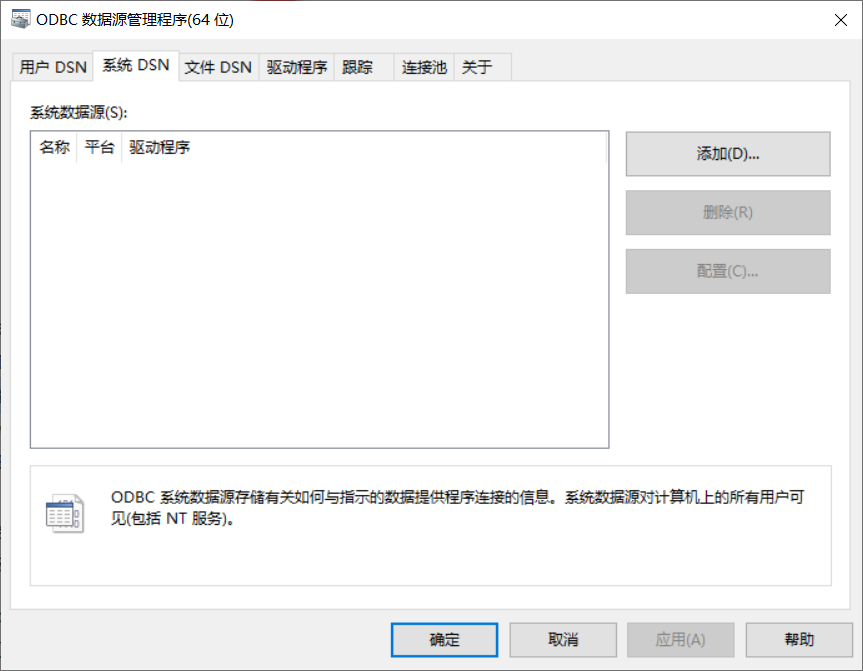 ODBC 数据源管理程序(64 位)
用户 DSN 系统 DSN 文件 DSN 驱动程序 跟踪 连接池 关于
系统数据源(S):
名称 平台 驱动程序
添加(D)...
删除(R)
配置(C)...
ODBC 系统数据源存储有关如何与指示的数据提供程序连接的信息。系统数据源对计算机上的所有用户可
见(包括 NT 服务)。
确定 取消 应用(A) 帮助